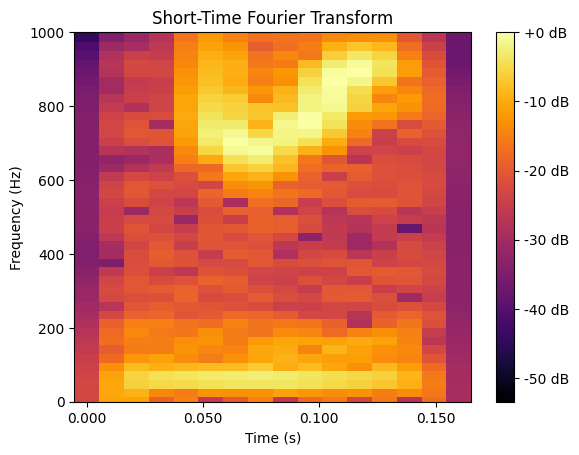 Short-Time Fourier Transform
1000
800
600
400
200
0
Frequency (Hz)
0.000
0.050
0.100
0.150
Time (s)
+0 dB
-10 dB
-20 dB
-30 dB
-40 dB
-50 dB